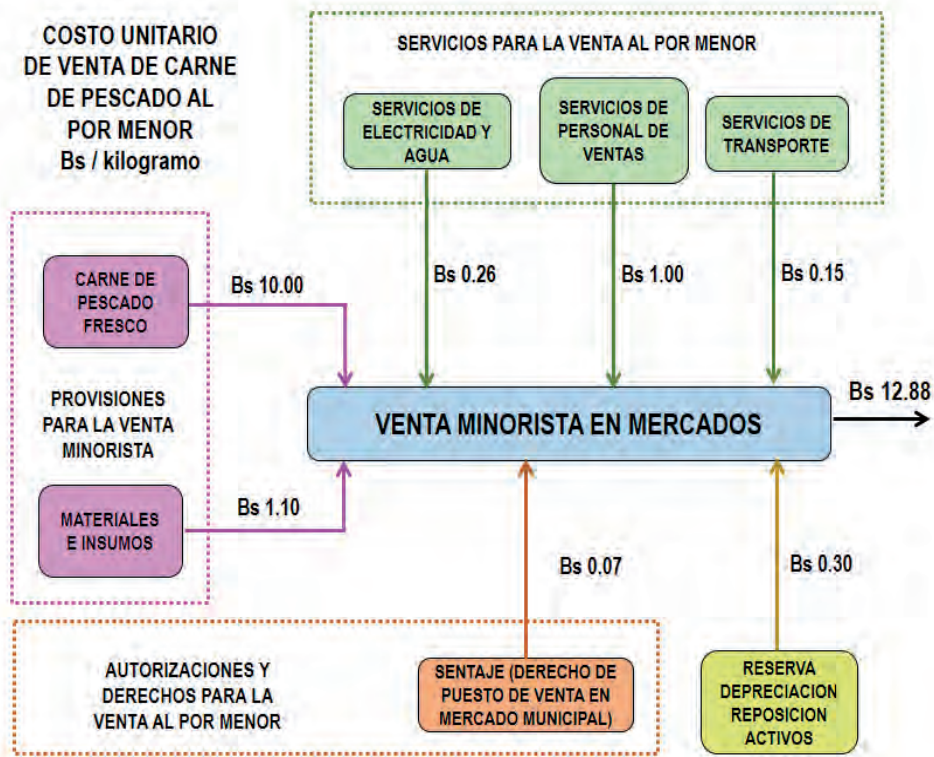 COSTO UNITARIO
DE VENTA DE CARNE
DE PESCADO AL
POR MENOR
Bs / kilogramo
SERVICIOS PARA LA VENTA AL POR MENOR
SERVICIOS DE
ELECTRICIDAD Y
AGUA
SERVICIOS DE
PERSONAL DE
VENTAS
SERVICIOS DE
TRANSPORTE
Bs 0.26
Bs 1.00
Bs 0.15
CARNE DE
PESCADO
FRESCO
Bs 10.00
PROVISIONES
PARA LA VENTA
MINORISTA
MATERIALES
E INSUMOS
Bs 1.10
VENTA MINORISTA EN MERCADOS
Bs 12.88
Bs 0.07
Bs 0.30
AUTORIZACIONES Y
DERECHOS PARA LA
VENTA AL POR MENOR
SENTAJE (DERECHO DE
PUESTO DE VENTA EN
MERCADO MUNICIPAL)
RESERVA
DEPRECIACION
REPOSICION
ACTIVOS